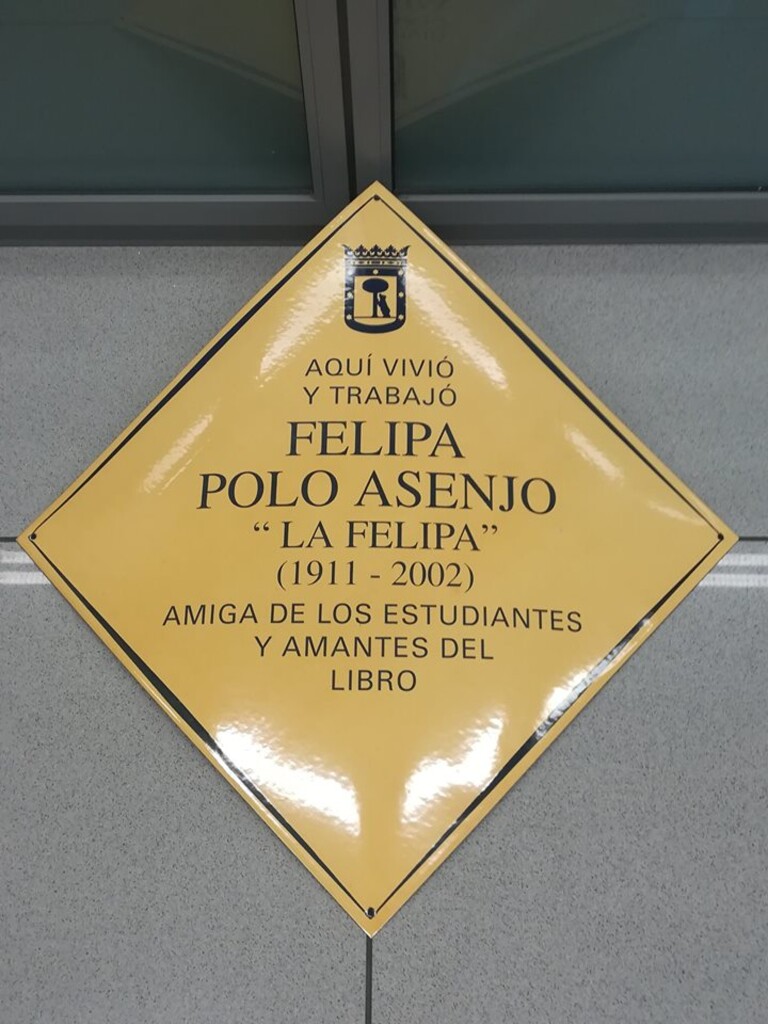 AQUÍ VIVIÓ
Y TRABAJÓ
FELIPA
POLO ASENJO
“ LA FELIPA”
(1911 - 2002)
AMIGA DE LOS ESTUDIANTES
Y AMANTES DEL
LIBRO